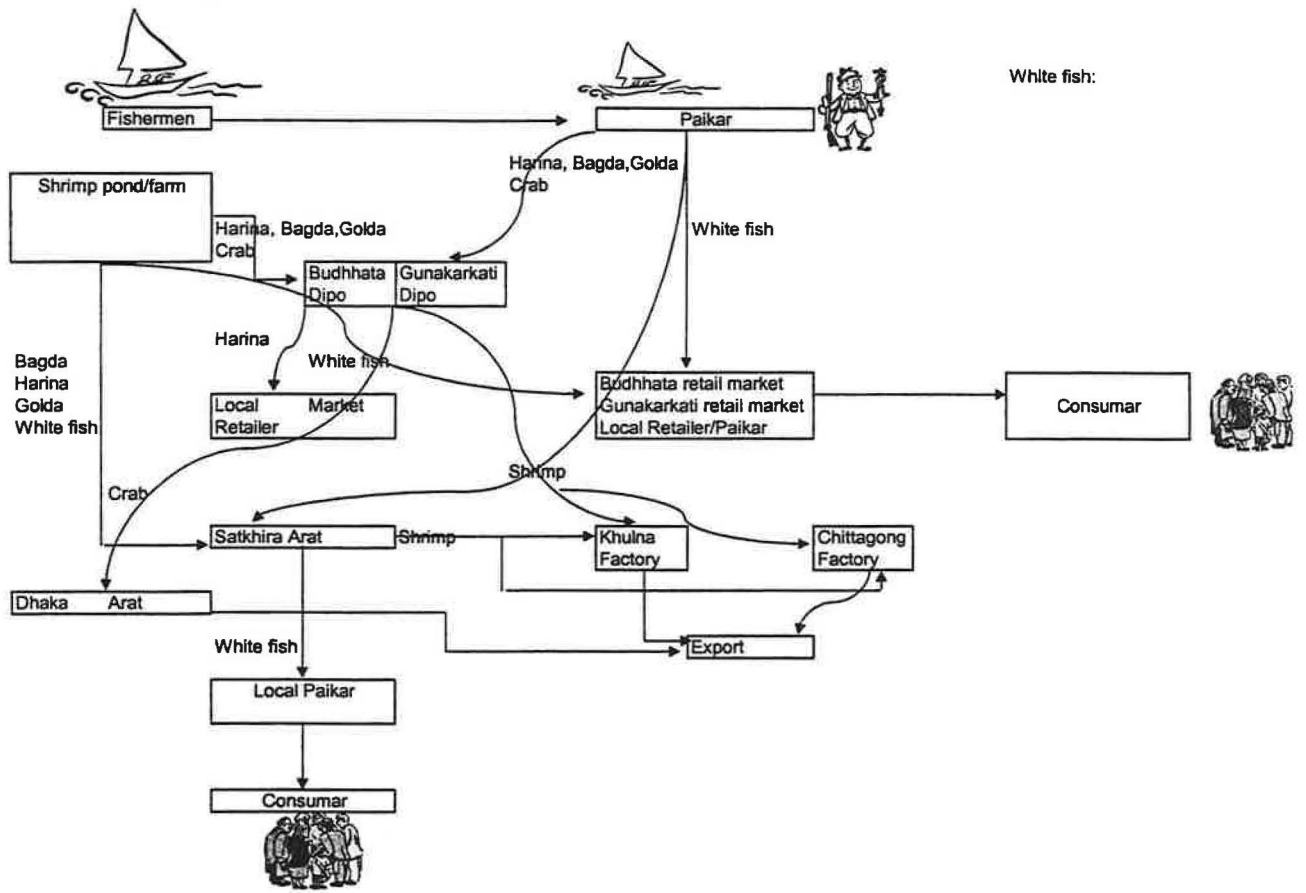 White fish:
Fishermen
Paikar
Harina, Bagda,Golda
Crab
Shrimp pond/farm
Harina, Bagda,Golda
Crab
White fish
Budhhata
Dipo
Gunakarkati
Dipo
Harina
White fish
Bagda
Harina
Golda
White fish
Local Market
Retailer
Budhhata retail market
Gunakarkati retail market
Local Retailer/Paikar
Consumar
Shrimp
Crab
Satkhira Arat
Shrimp
Khulna
Factory
Chittagong
Factory
Dhaka Arat
White fish
Export
Local Paikar
Consumar